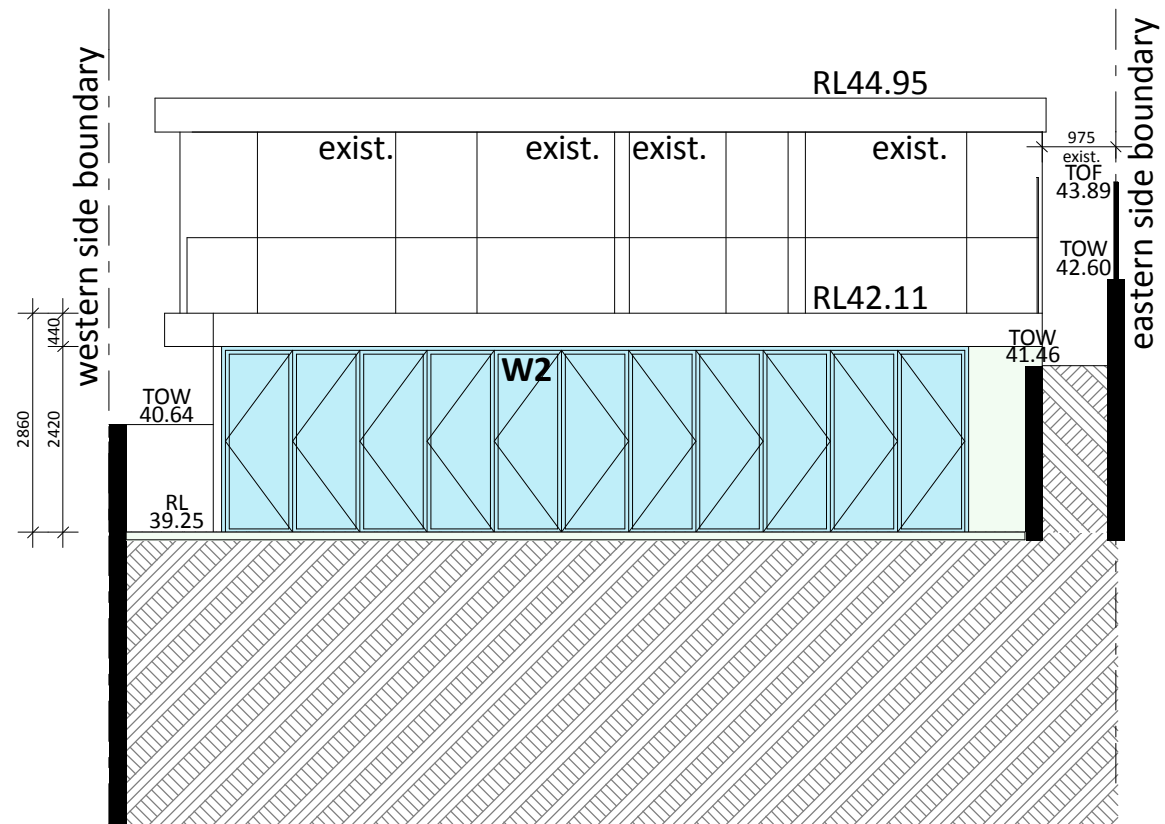 western side boundary
RL44.95
eastern side boundary
975
exist.
exist.
exist.
exist.
exist.
TOF
43.89
TOW
42.60
RL42.11
440
TOW
41.46
W2
TOW
40.64
2860
2420
RL
39.25